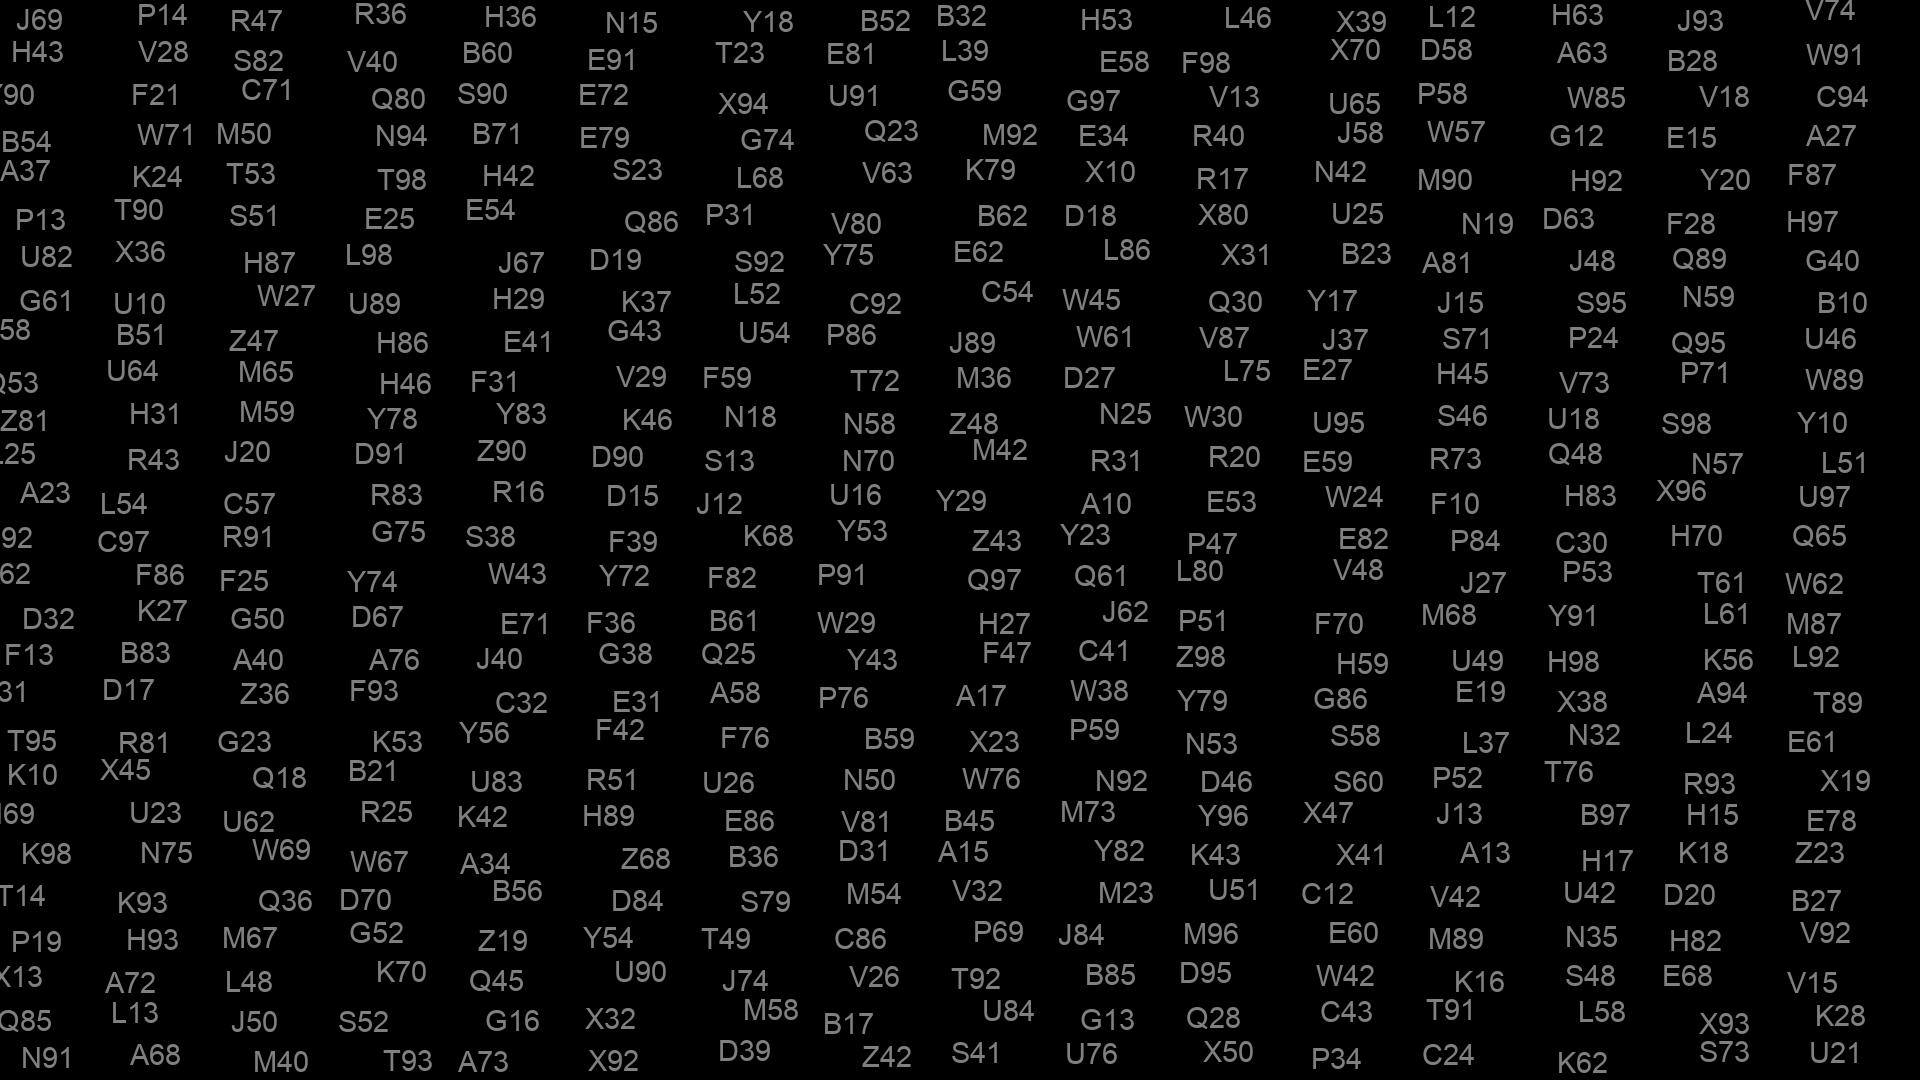 J69 P14 R47 R36 H36 N15 Y18 B52 B32 H53 L46 X39 L12 H63 J93 V74
H43 V28 S82 V40 B60 E91 T23 E81 L39 E58 F98 X70 D58 A63 B28 W91
90 F21 C71 Q80 S90 E72 X94 U91 G59 G97 V13 U65 P58 W85 V18 C94
B54 W71 M50 N94 B71 E79 G74 Q23 M92 E34 R40 J58 W57 G12 E15 A27
A37 K24 T53 T98 H42 S23 L68 V63 K79 X10 R17 N42 M90 H92 Y20 F87
P13 T90 S51 E25 E54 Q86 P31 V80 B62 D18 X80 U25 N19 D63 F28 H97
U82 X36 H87 L98 J67 D19 S92 Y75 E62 L86 X31 B23 A81 J48 Q89 G40
G61 U10 W27 U89 H29 K37 L52 C92 C54 W45 Q30 Y17 J15 S95 N59 B10
58 B51 Z47 H86 E41 G43 U54 P86 J89 W61 V87 J37 S71 P24 Q95 U46
Q53 U64 M65 H46 F31 V29 F59 T72 M36 D27 L75 E27 H45 V73 P71 W89
Z81 H31 M59 Y78 Y83 K46 N18 N58 Z48 N25 W30 U95 S46 U18 S98 Y10
25 R43 J20 D91 Z90 D90 S13 N70 M42 R31 R20 E59 R73 Q48 N57 L51
A23 L54 C57 R83 R16 D15 J12 U16 Y29 A10 E53 W24 F10 H83 X96 U97
92 C97 R91 G75 S38 F39 K68 Y53 Z43 Y23 P47 E82 P84 C30 H70 Q65
62 F86 F25 Y74 W43 Y72 F82 P91 Q97 Q61 L80 V48 J27 P53 T61 W62
D32 K27 G50 D67 E71 F36 B61 W29 H27 J62 P51 F70 M68 Y91 L61 M87
F13 B83 A40 A76 J40 G38 Q25 Y43 F47 C41 Z98 H59 U49 H98 K56 L92
31 D17 Z36 F93 C32 E31 A58 P76 A17 W38 Y79 G86 E19 X38 A94 T89
T95 R81 G23 K53 Y56 F42 F76 B59 X23 P59 N53 S58 L37 N32 L24 E61
K10 X45 Q18 B21 U83 R51 U26 N50 W76 N92 D46 S60 P52 T76 R93 X19
69 U23 U62 R25 K42 H89 E86 V81 B45 M73 Y96 X47 J13 B97 H15 E78
K98 N75 W69 W67 A34 Z68 B36 D31 A15 Y82 K43 X41 A13 H17 K18 Z23
T14 K93 Q36 D70 B56 D84 S79 M54 V32 M23 U51 C12 V42 U42 D20 B27
P19 H93 M67 G52 Z19 Y54 T49 C86 P69 J84 M96 E60 M89 N35 H82 V92
X13 A72 L48 K70 Q45 U90 J74 V26 T92 B85 D95 W42 K16 S48 E68 V15
Q85 L13 J50 S52 G16 X32 M58 B17 U84 G13 Q28 C43 T91 L58 X93 K28
N91 A68 M40 T93 A73 X92 D39 Z42 S41 U76 X50 P34 C24 K62 S73 U21